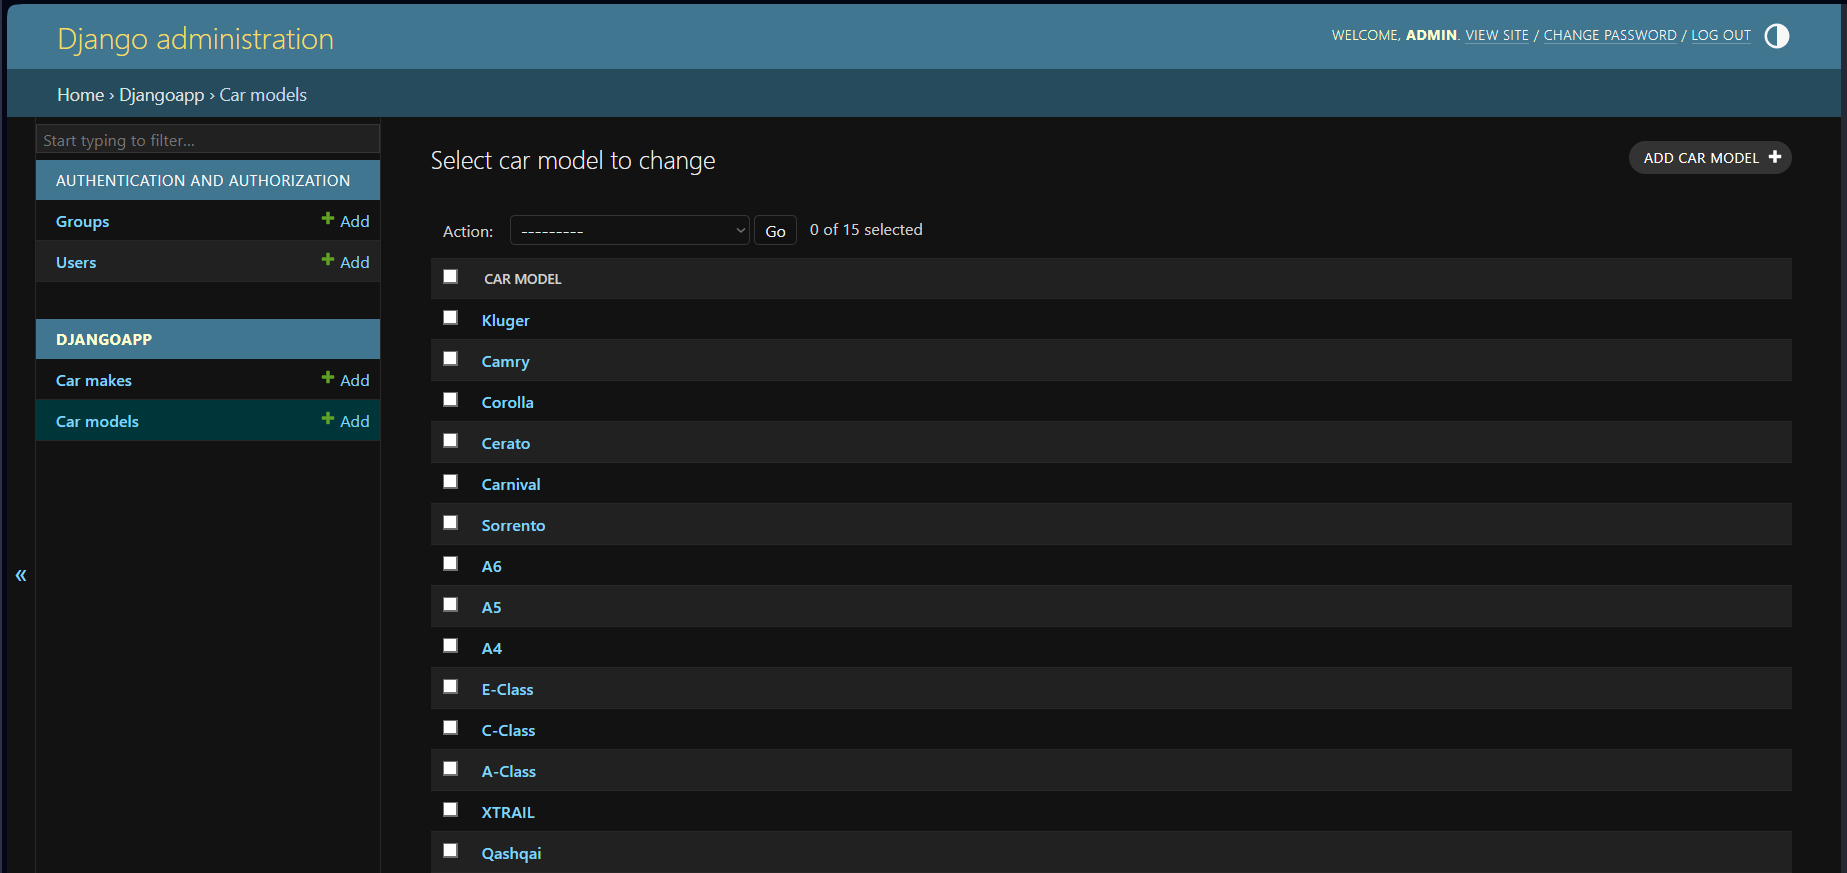 Django administration
WELCOME, ADMIN. VIEW SITE / CHANGE PASSWORD / LOG OUT
Home › Djangoapp › Car models
Start typing to filter...
AUTHENTICATION AND AUTHORIZATION
Groups + Add
Users + Add
DJANGOAPP
Car makes + Add
Car models + Add
«
Select car model to change
ADD CAR MODEL +
Action: --------- Go 0 of 15 selected
CAR MODEL
Kluger
Camry
Corolla
Cerato
Carnival
Sorrento
A6
A5
A4
E-Class
C-Class
A-Class
XTRAIL
Qashqai